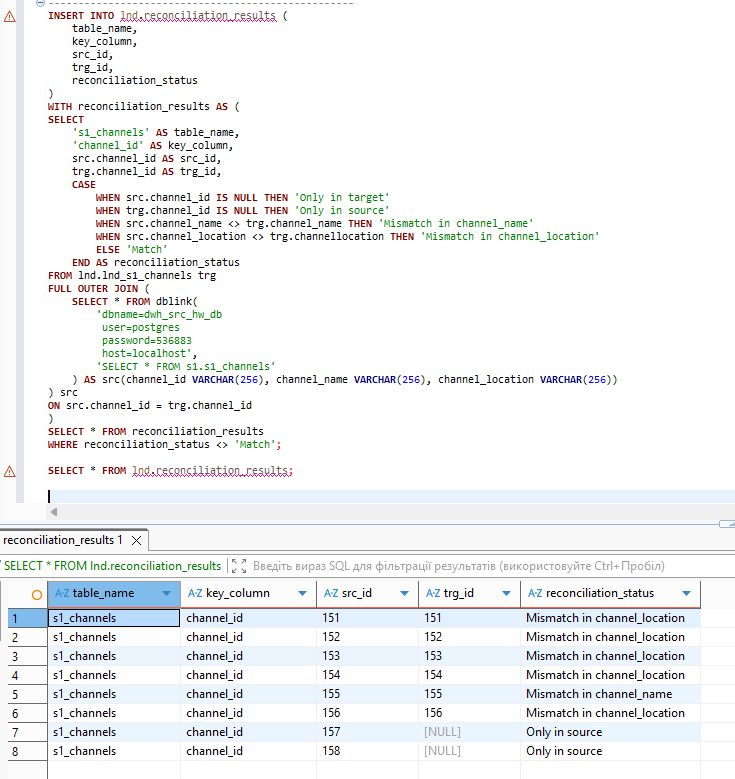 INSERT INTO lnd.reconciliation_results (
    table_name,
    key_column,
    src_id,
    trg_id,
    reconciliation_status
)
WITH reconciliation_results AS (
SELECT
    's1_channels' AS table_name,
    'channel_id' AS key_column,
    src.channel_id AS src_id,
    trg.channel_id AS trg_id,
    CASE
        WHEN src.channel_id IS NULL THEN 'Only in target'
        WHEN trg.channel_id IS NULL THEN 'Only in source'
        WHEN src.channel_name <> trg.channel_name THEN 'Mismatch in channel_name'
        WHEN src.channel_location <> trg.channellocation THEN 'Mismatch in channel_location'
        ELSE 'Match'
    END AS reconciliation_status
FROM lnd.lnd_s1_channels trg
FULL OUTER JOIN (
    SELECT * FROM dblink(
        'dbname=dwh_src_hw_db
         user=postgres
         password=536883
         host=localhost',
        'SELECT * FROM s1.s1_channels'
    ) AS src(channel_id VARCHAR(256), channel_name VARCHAR(256), channel_location VARCHAR(256))
) src
ON src.channel_id = trg.channel_id
)
SELECT * FROM reconciliation_results
WHERE reconciliation_status <> 'Match';
SELECT * FROM lnd.reconciliation_results;
reconciliation_results 1
SELECT * FROM lnd.reconciliation_results Введіть вираз SQL для фільтрації результатів (використовуйте Ctrl+Пробіл)
A-Z table_name A-Z key_column A-Z src_id A-Z trg_id A-Z reconciliation_status
1 s1_channels channel_id 151 151 Mismatch in channel_location
2 s1_channels channel_id 152 152 Mismatch in channel_location
3 s1_channels channel_id 153 153 Mismatch in channel_location
4 s1_channels channel_id 154 154 Mismatch in channel_location
5 s1_channels channel_id 155 155 Mismatch in channel_name
6 s1_channels channel_id 156 156 Mismatch in channel_location
7 s1_channels channel_id 157 [NULL] Only in source
8 s1_channels channel_id 158 [NULL] Only in source